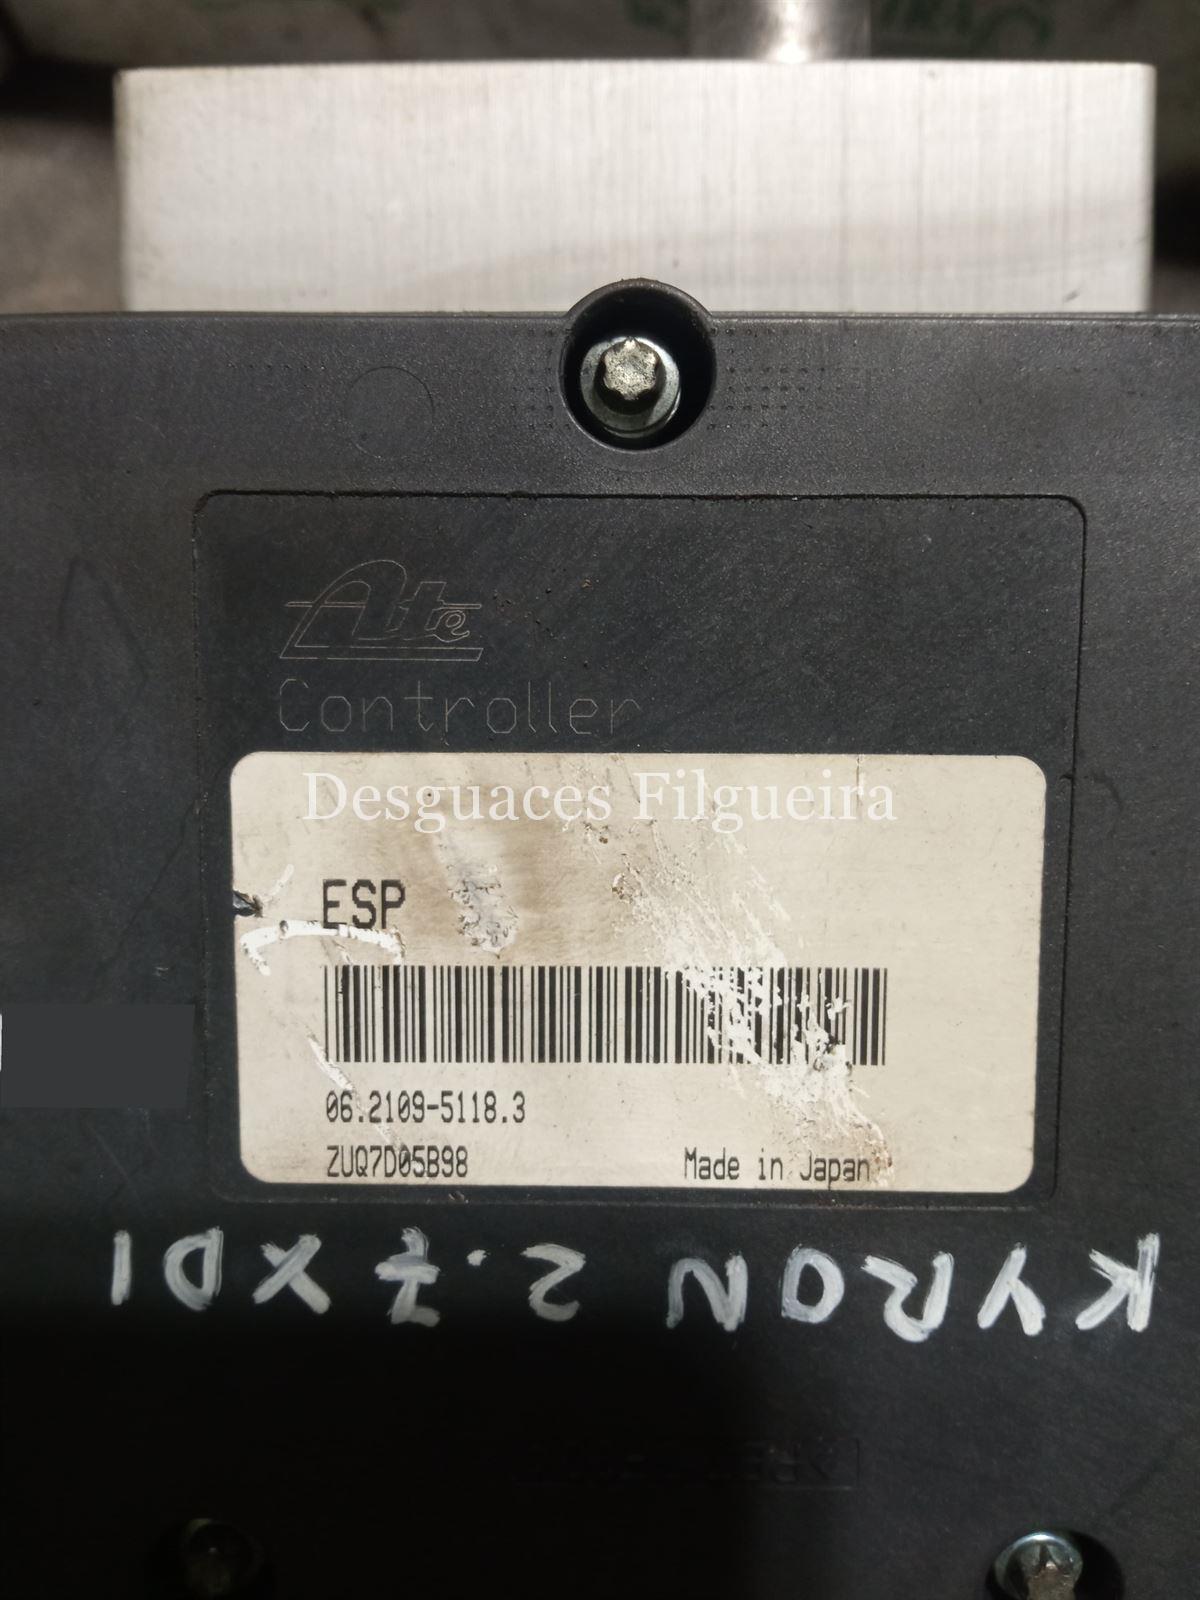 Ate
Controller
Desguaces Filgueira
ESP
06.2109-5118.3
ZUQ7D05B98 Made in Japan
KYRON 2.7 XDI